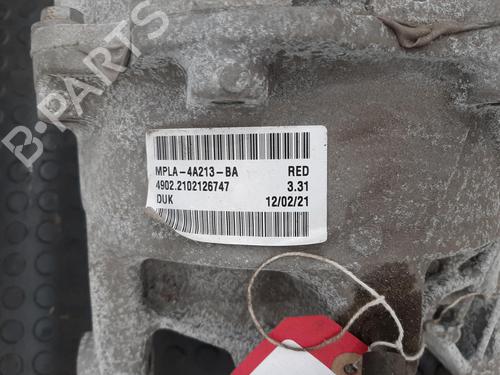 B-PARTS
MPLA-4A213-BA RED
4902.2102126747 3.31
DUK 12/02/21